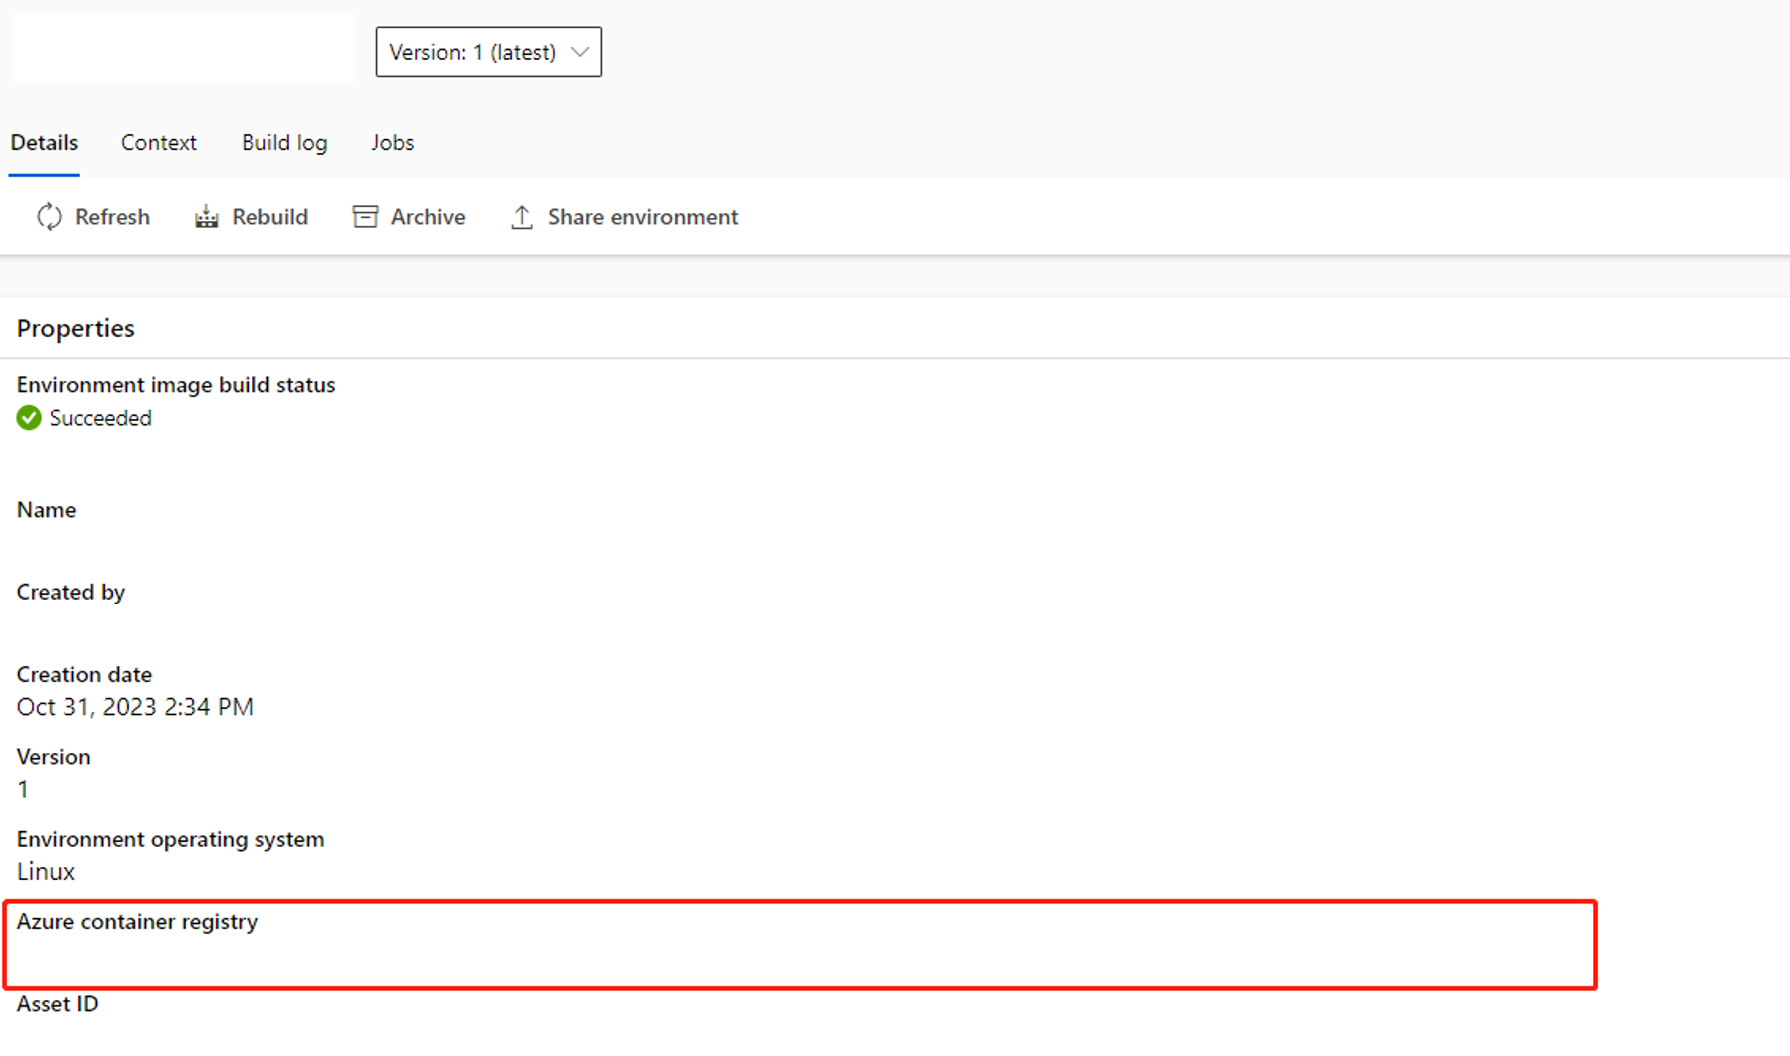 Version: 1 (latest)
Details Context Build log Jobs
Refresh Rebuild Archive Share environment
Properties
Environment image build status
Succeeded
Name
Created by
Creation date
Oct 31, 2023 2:34 PM
Version
1
Environment operating system
Linux
Azure container registry
Asset ID